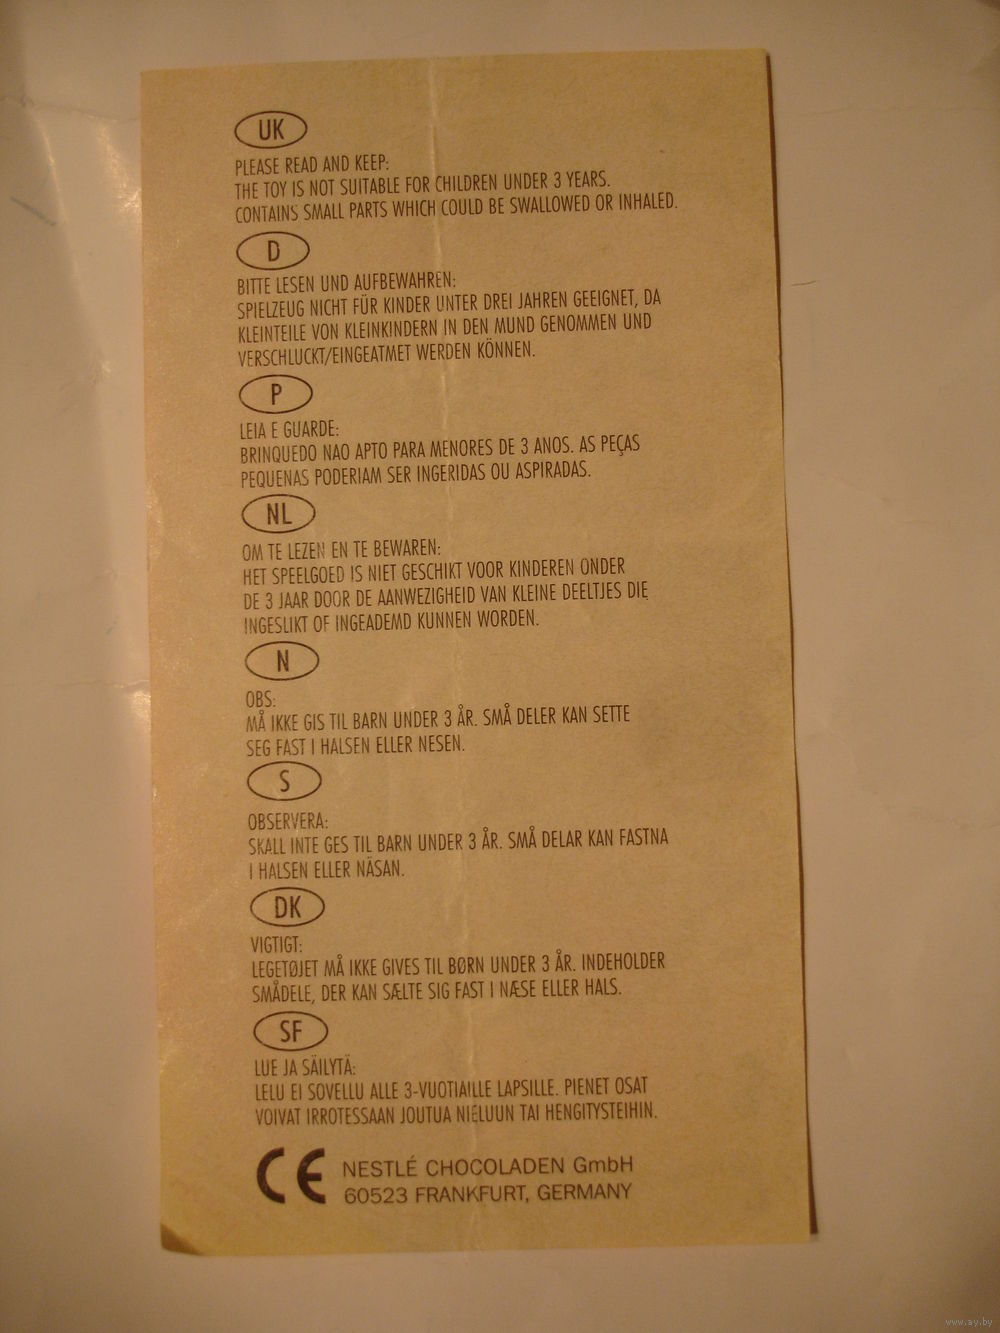 UK
PLEASE READ AND KEEP:
THE TOY IS NOT SUITABLE FOR CHILDREN UNDER 3 YEARS.
CONTAINS SMALL PARTS WHICH COULD BE SWALLOWED OR INHALED.
D
BITTE LESEN UND AUFBEWAHREN:
SPIELZEUG NICHT FÜR KINDER UNTER DREI JAHREN GEEIGNET, DA
KLEINTEILE VON KLEINKINDERN IN DEN MUND GENOMMEN UND
VERSCHLUCKT/EINGEATMET WERDEN KÖNNEN.
P
LEIA E GUARDE:
BRINQUEDO NAO APTO PARA MENORES DE 3 ANOS. AS PEÇAS
PEQUENAS PODERIAM SER INGERIDAS OU ASPIRADAS.
NL
OM TE LEZEN EN TE BEWAREN:
HET SPEELGOED IS NIET GESCHIKT VOOR KINDEREN ONDER
DE 3 JAAR DOOR DE AANWEZIGHEID VAN KLEINE DEELTJES DIE
INGESLIKT OF INGEADEMD KUNNEN WORDEN.
N
OBS:
MÅ IKKE GIS TIL BARN UNDER 3 ÅR. SMÅ DELER KAN SETTE
SEG FAST I HALSEN ELLER NESEN.
S
OBSERVERA:
SKALL INTE GES TIL BARN UNDER 3 ÅR. SMÅ DELAR KAN FASTNA
I HALSEN ELLER NÄSAN.
DK
VIGTIGT:
LEGETØJET MÅ IKKE GIVES TIL BØRN UNDER 3 ÅR. INDEHOLDER
SMÅDELE, DER KAN SÆLTE SIG FAST I NÆSE ELLER HALS.
SF
LUE JA SÄILYTÄ:
LELU EI SOVELLU ALLE 3-VUOTIAILLE LAPSILLE. PIENET OSAT
VOIVAT IRROTESSAAN JOUTUA NIELUUN TAI HENGITYSTEIHIN.
CE NESTLÉ CHOCOLADEN GmbH
60523 FRANKFURT, GERMANY
www.ay.by